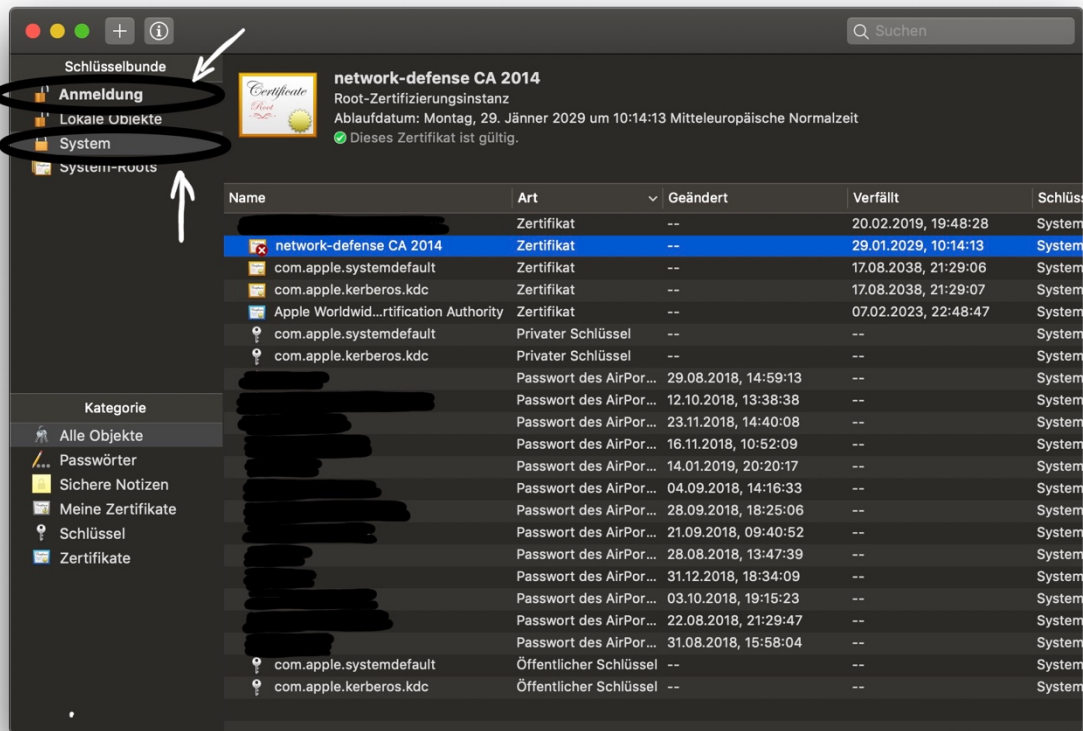 Suchen
Schlüsselbunde
Anmeldung
Lokale Objekte
System
System-Roots
Certificate
Root
network-defense CA 2014
Root-Zertifizierungsinstanz
Ablaufdatum: Montag, 29. Jänner 2029 um 10:14:13 Mitteleuropäische Normalzeit
Dieses Zertifikat ist gültig.
Name Art Geändert Verfällt Schlüss
Zertifikat -- 20.02.2019, 19:48:28 System
network-defense CA 2014 Zertifikat -- 29.01.2029, 10:14:13 System
com.apple.systemdefault Zertifikat -- 17.08.2038, 21:29:06 System
com.apple.kerberos.kdc Zertifikat -- 17.08.2038, 21:29:07 System
Apple Worldwid...rtification Authority Zertifikat -- 07.02.2023, 22:48:47 System
com.apple.systemdefault Privater Schlüssel -- -- System
com.apple.kerberos.kdc Privater Schlüssel -- -- System
Passwort des AirPor... 29.08.2018, 14:59:13 -- System
Passwort des AirPor... 12.10.2018, 13:38:38 -- System
Passwort des AirPor... 23.11.2018, 14:40:08 -- System
Passwort des AirPor... 16.11.2018, 10:52:09 -- System
Passwort des AirPor... 14.01.2019, 20:20:17 -- System
Passwort des AirPor... 04.09.2018, 14:16:33 -- System
Passwort des AirPor... 28.09.2018, 18:25:06 -- System
Passwort des AirPor... 21.09.2018, 09:40:52 -- System
Passwort des AirPor... 28.08.2018, 13:47:39 -- System
Passwort des AirPor... 31.12.2018, 18:34:09 -- System
Passwort des AirPor... 03.10.2018, 19:15:23 -- System
Passwort des AirPor... 22.08.2018, 21:29:47 -- System
Passwort des AirPor... 31.08.2018, 15:58:04 -- System
com.apple.systemdefault Öffentlicher Schlüssel -- -- System
com.apple.kerberos.kdc Öffentlicher Schlüssel -- -- System
Kategorie
Alle Objekte
Passwörter
Sichere Notizen
Meine Zertifikate
Schlüssel
Zertifikate